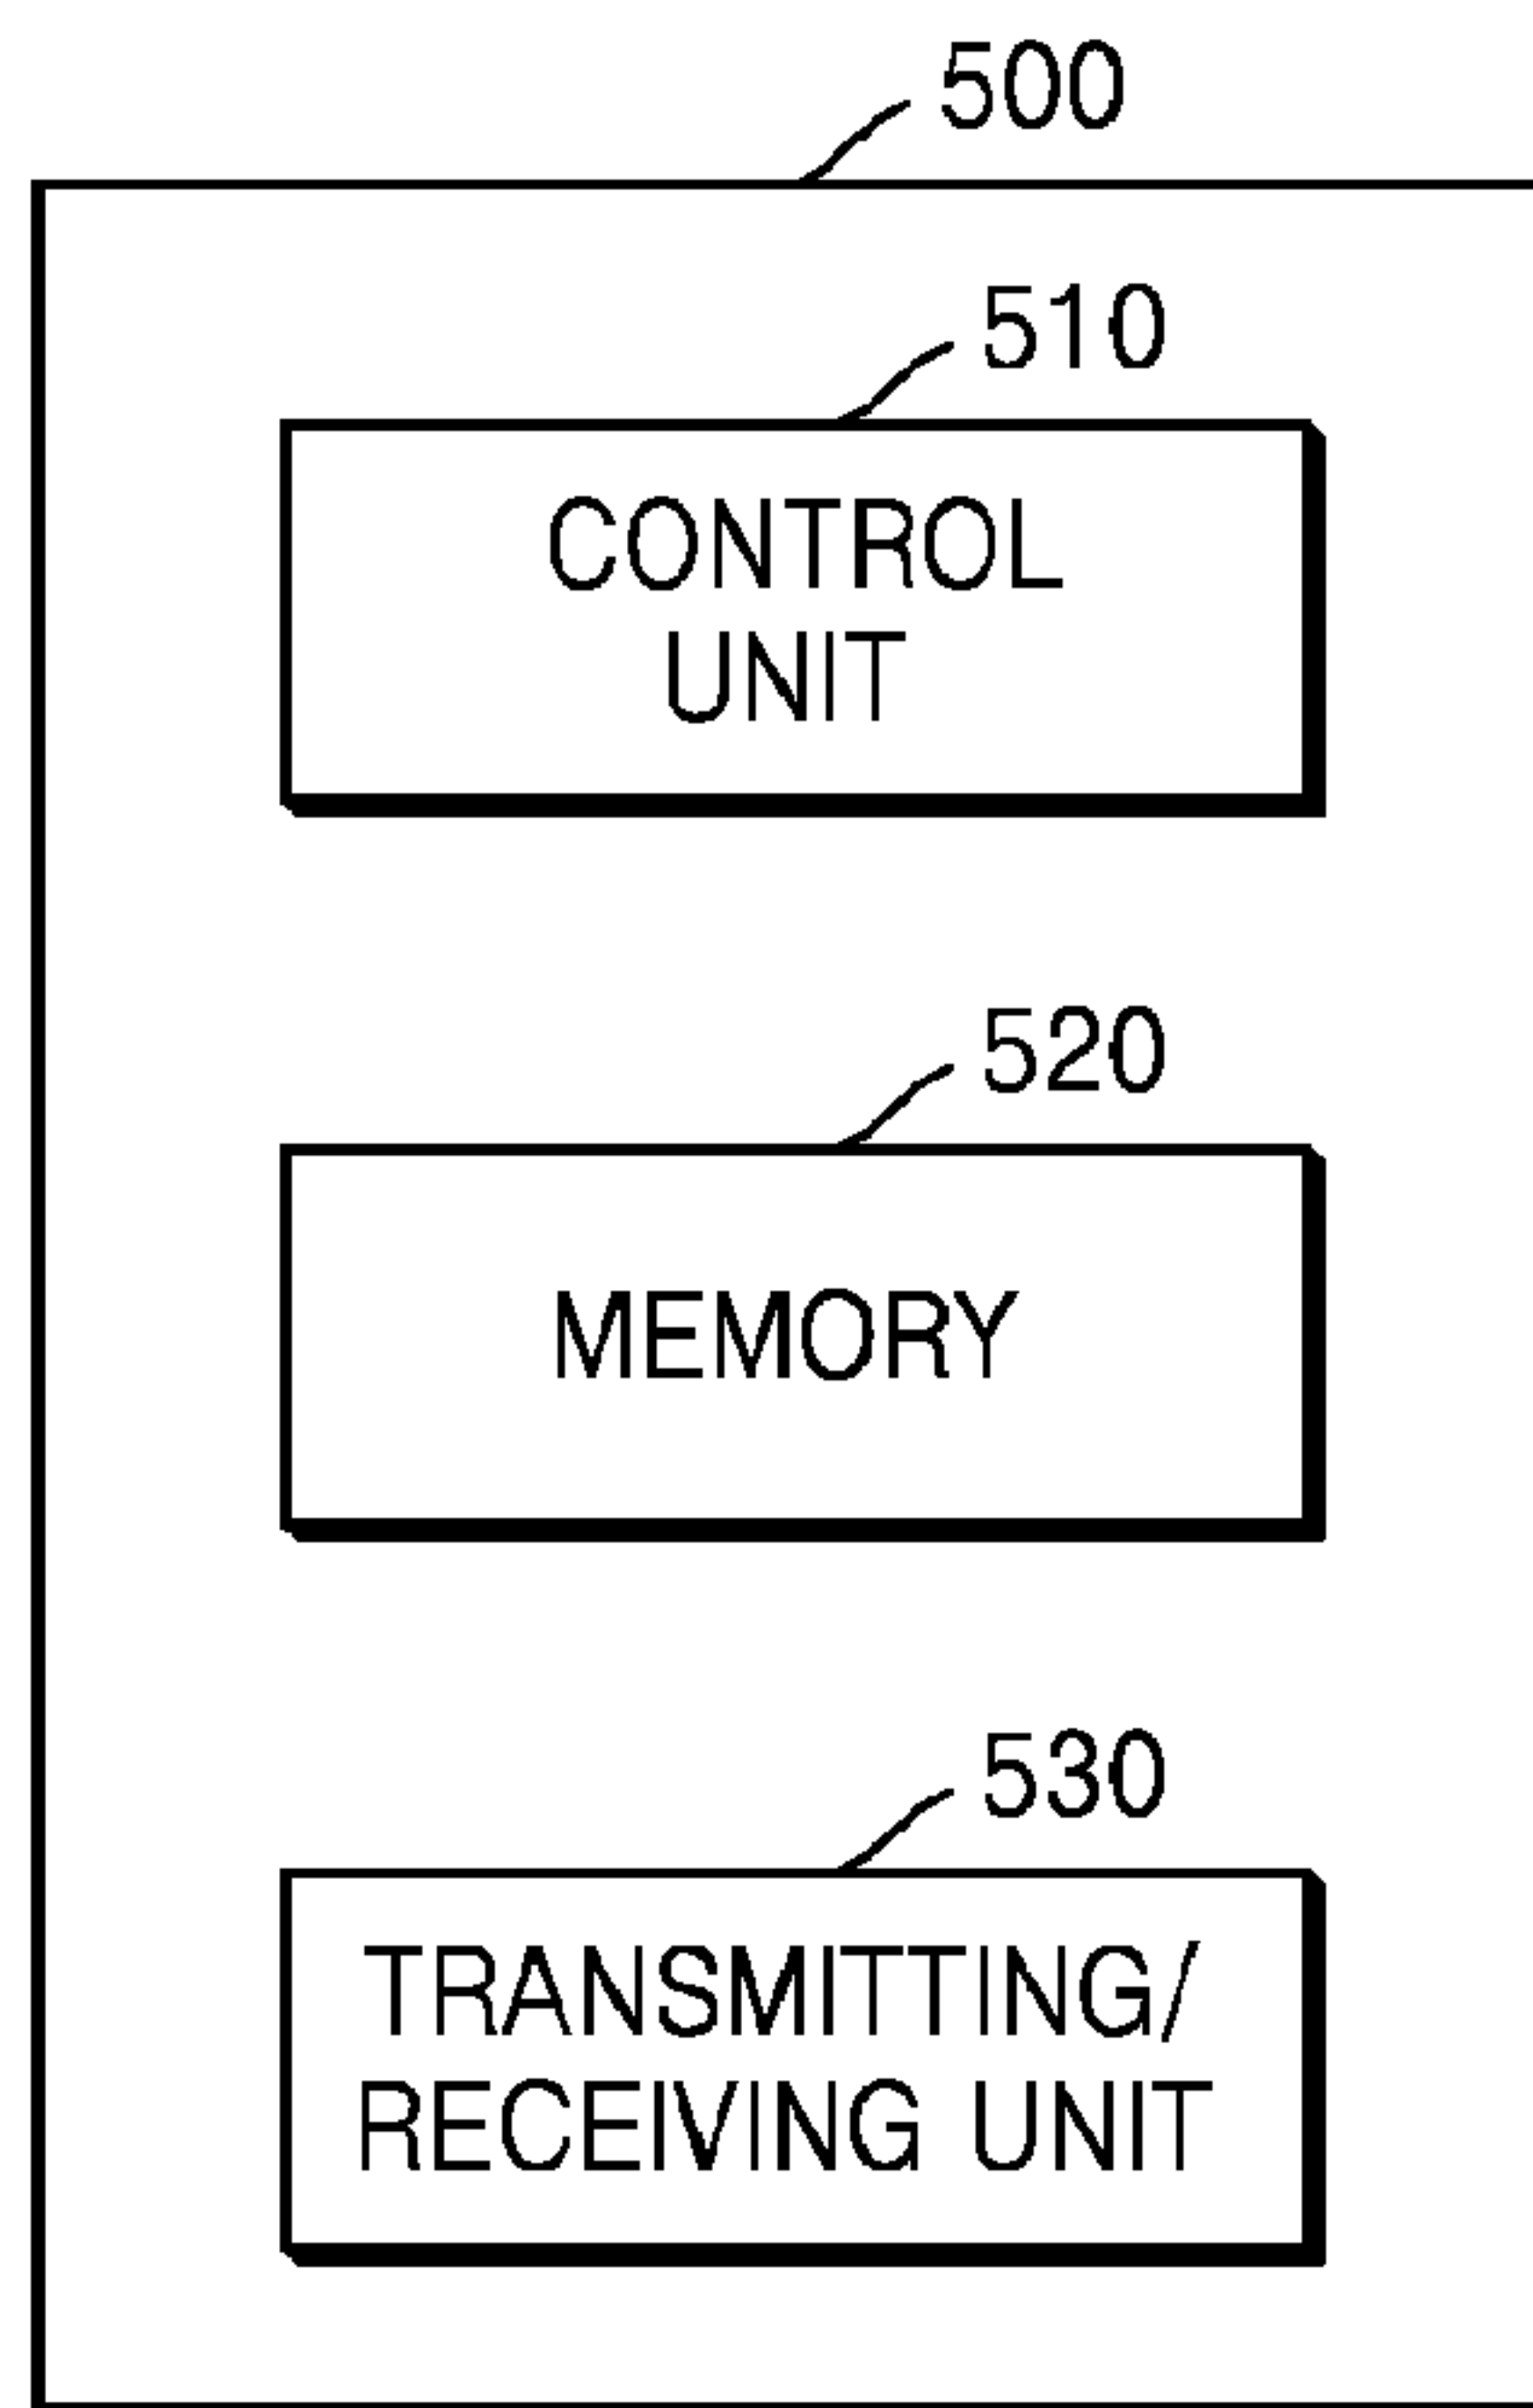 500
510
CONTROL
UNIT
520
MEMORY
530
TRANSMITTING/
RECEIVING UNIT